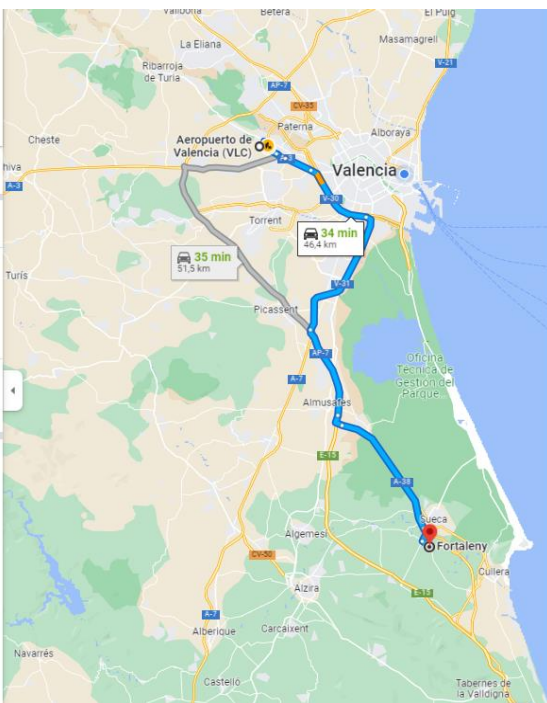 Vallbona
Bétera
El Puig
La Eliana
Masamagrell
Ribarroja
de Turia
V-21
AP-7
CV-35
Paterna
Cheste
Aeropuerto de
Valencia (VLC)
Alboraya
hiva
A-3
A-3
Valencia
V-30
Torrent
34 min
46,4 km
35 min
51,5 km
Turís
V-31
Picassent
AP-7
Oficina
Técnica de
Gestión del
Parque
A-7
Almusafes
E-15
A-38
Sueca
Algemesí
Fortaleny
CV-50
Cullera
Alzira
E-15
A-7
Alberique
Carcaixent
Navarrés
Castelló
Tabernes de
la Valldigna